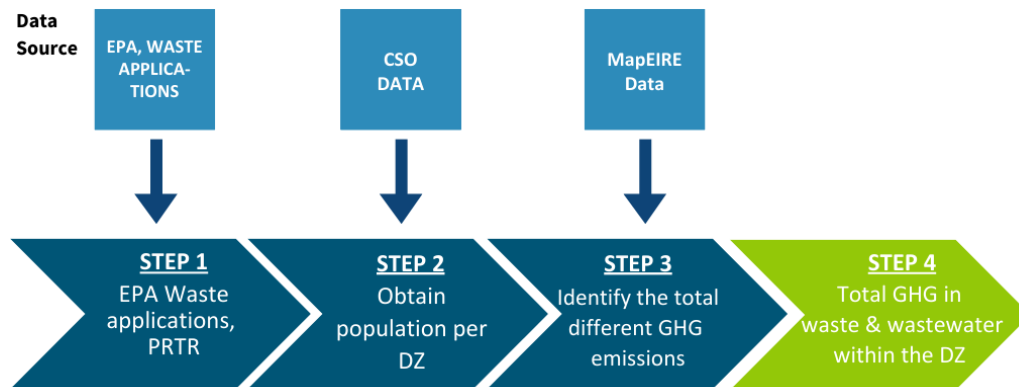 Data
Source
EPA, WASTE
APPLICA-
TIONS
CSO
DATA
MapEIRE
Data
STEP 1
EPA Waste
applications,
PRTR
STEP 2
Obtain
population per
DZ
STEP 3
Identify the total
different GHG
emissions
STEP 4
Total GHG in
waste & wastewater
within the DZ